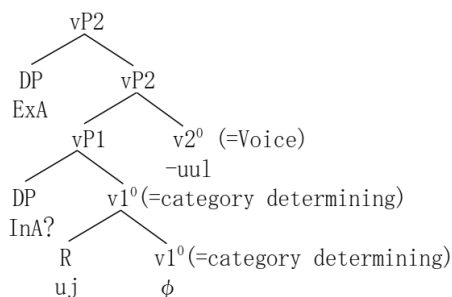 vP2
DP vP2
ExA
vP1 v2⁰ (=Voice)
-uul
DP v1⁰(=category determining)
InA?
R v1⁰(=category determining)
uj φ